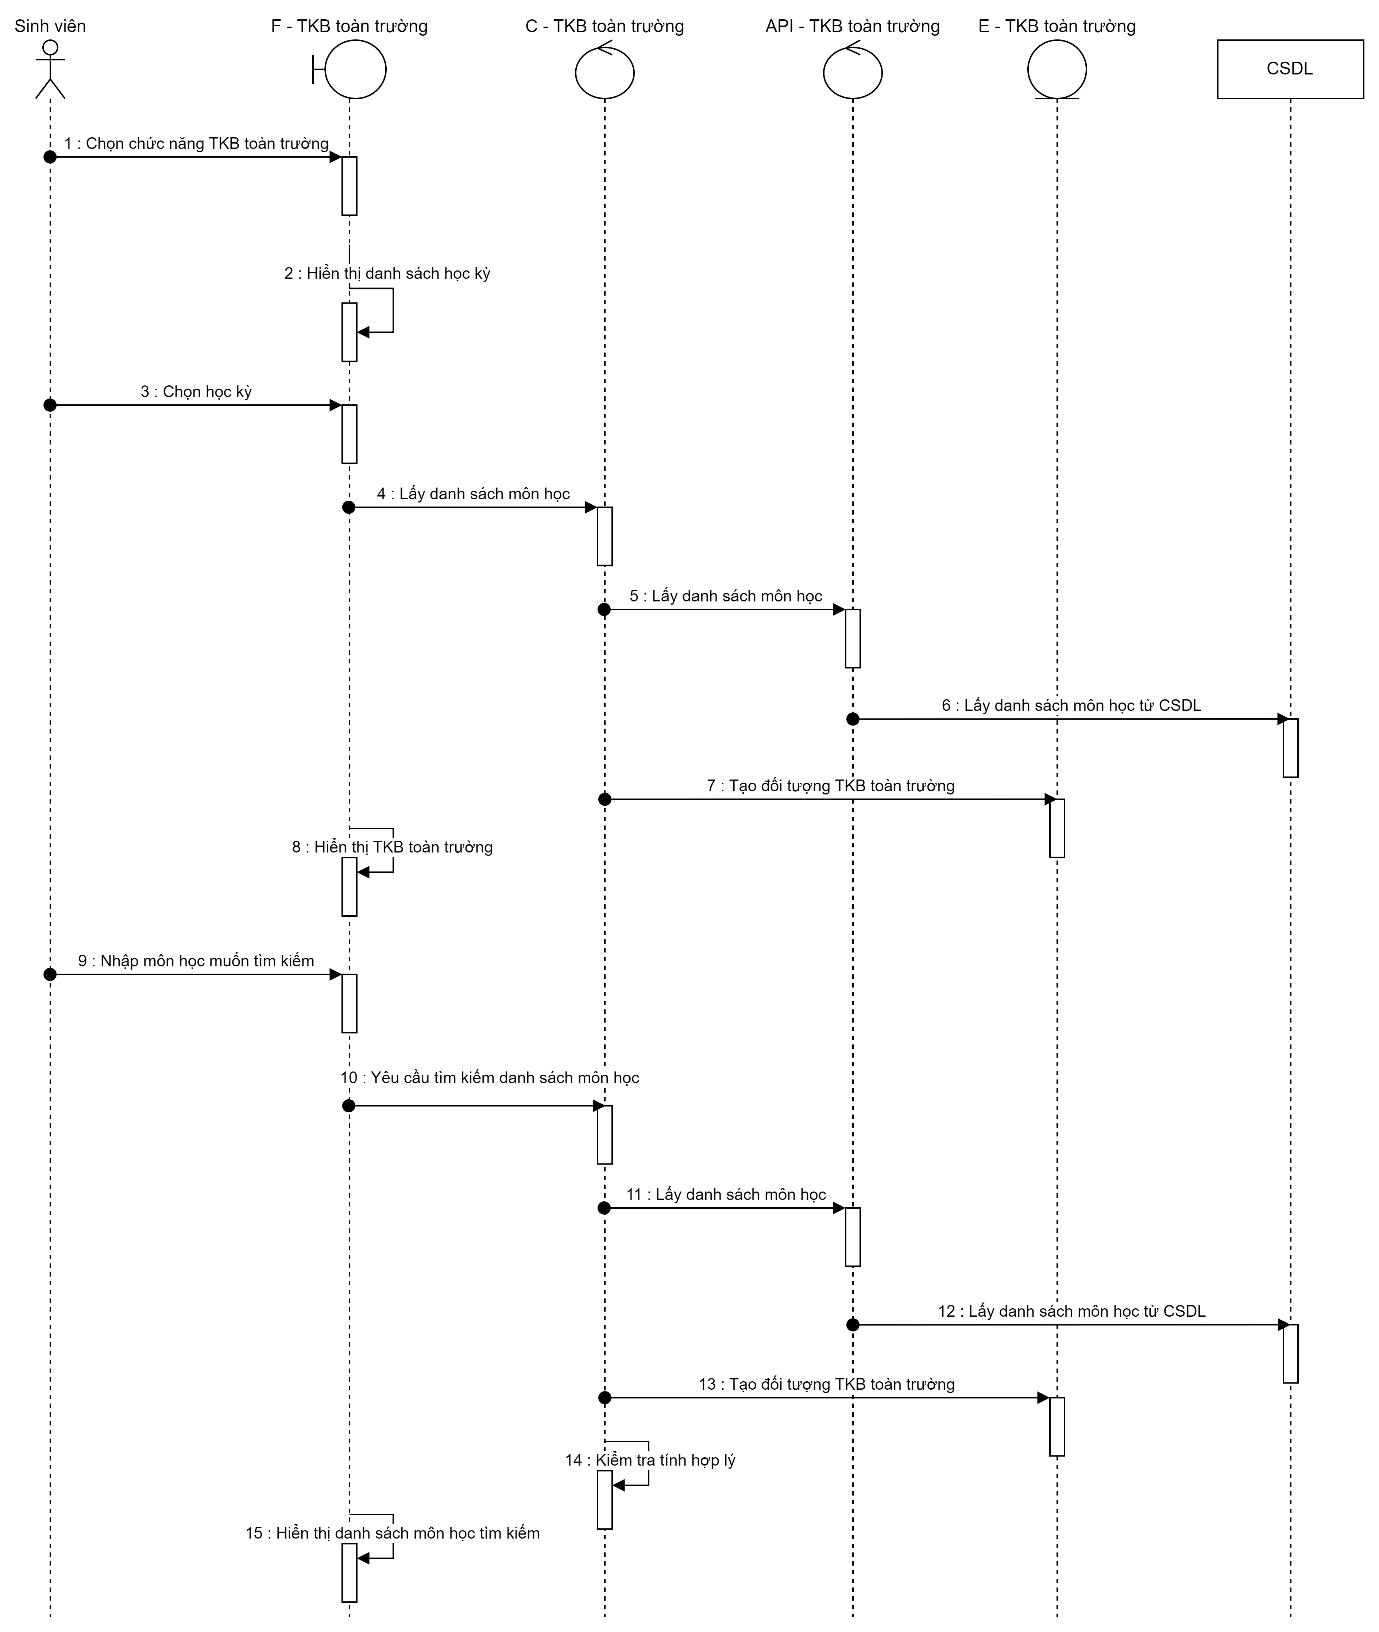 Sinh viên
F - TKB toàn trường
C - TKB toàn trường
API - TKB toàn trường
E - TKB toàn trường
CSDL
1 : Chọn chức năng TKB toàn trường
2 : Hiển thị danh sách học kỳ
3 : Chọn học kỳ
4 : Lấy danh sách môn học
5 : Lấy danh sách môn học
6 : Lấy danh sách môn học từ CSDL
7 : Tạo đối tượng TKB toàn trường
8 : Hiển thị TKB toàn trường
9 : Nhập môn học muốn tìm kiếm
10 : Yêu cầu tìm kiếm danh sách môn học
11 : Lấy danh sách môn học
12 : Lấy danh sách môn học từ CSDL
13 : Tạo đối tượng TKB toàn trường
14 : Kiểm tra tính hợp lý
15 : Hiển thị danh sách môn học tìm kiếm